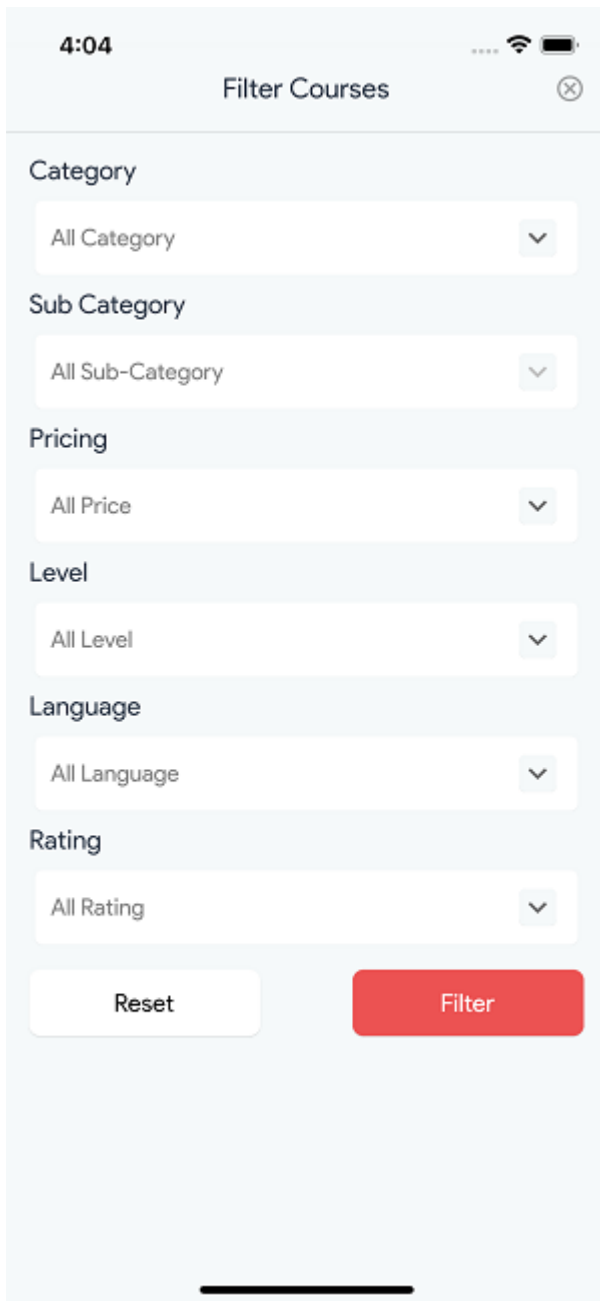 4:04
Filter Courses
Category
All Category
Sub Category
All Sub-Category
Pricing
All Price
Level
All Level
Language
All Language
Rating
All Rating
Reset
Filter